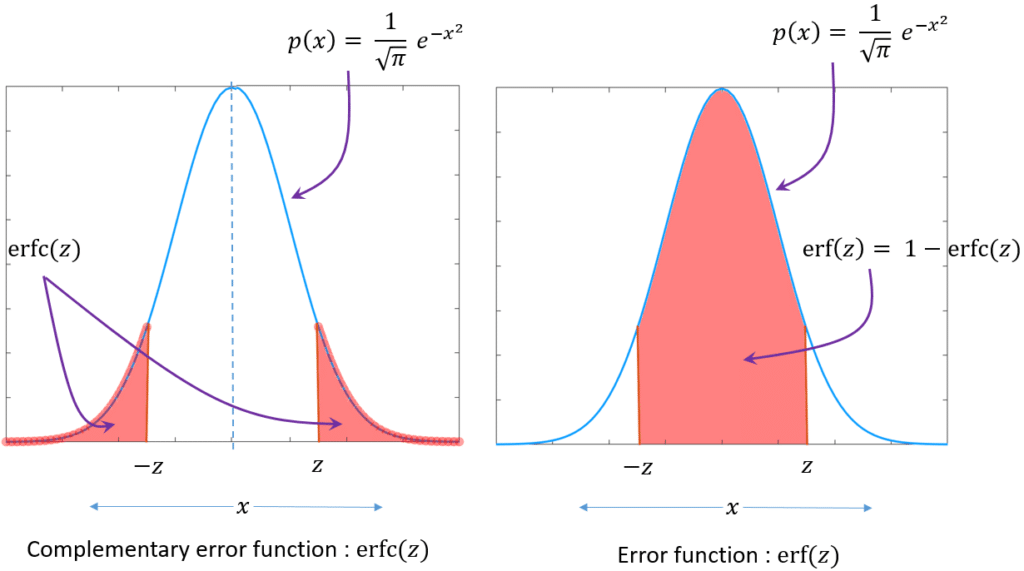 p(x) = 1/√π e^{−x²}
erfc(z)
−z
z
x
Complementary error function : erfc(z)
p(x) = 1/√π e^{−x²}
erf(z) = 1 − erfc(z)
−z
z
x
Error function : erf(z)